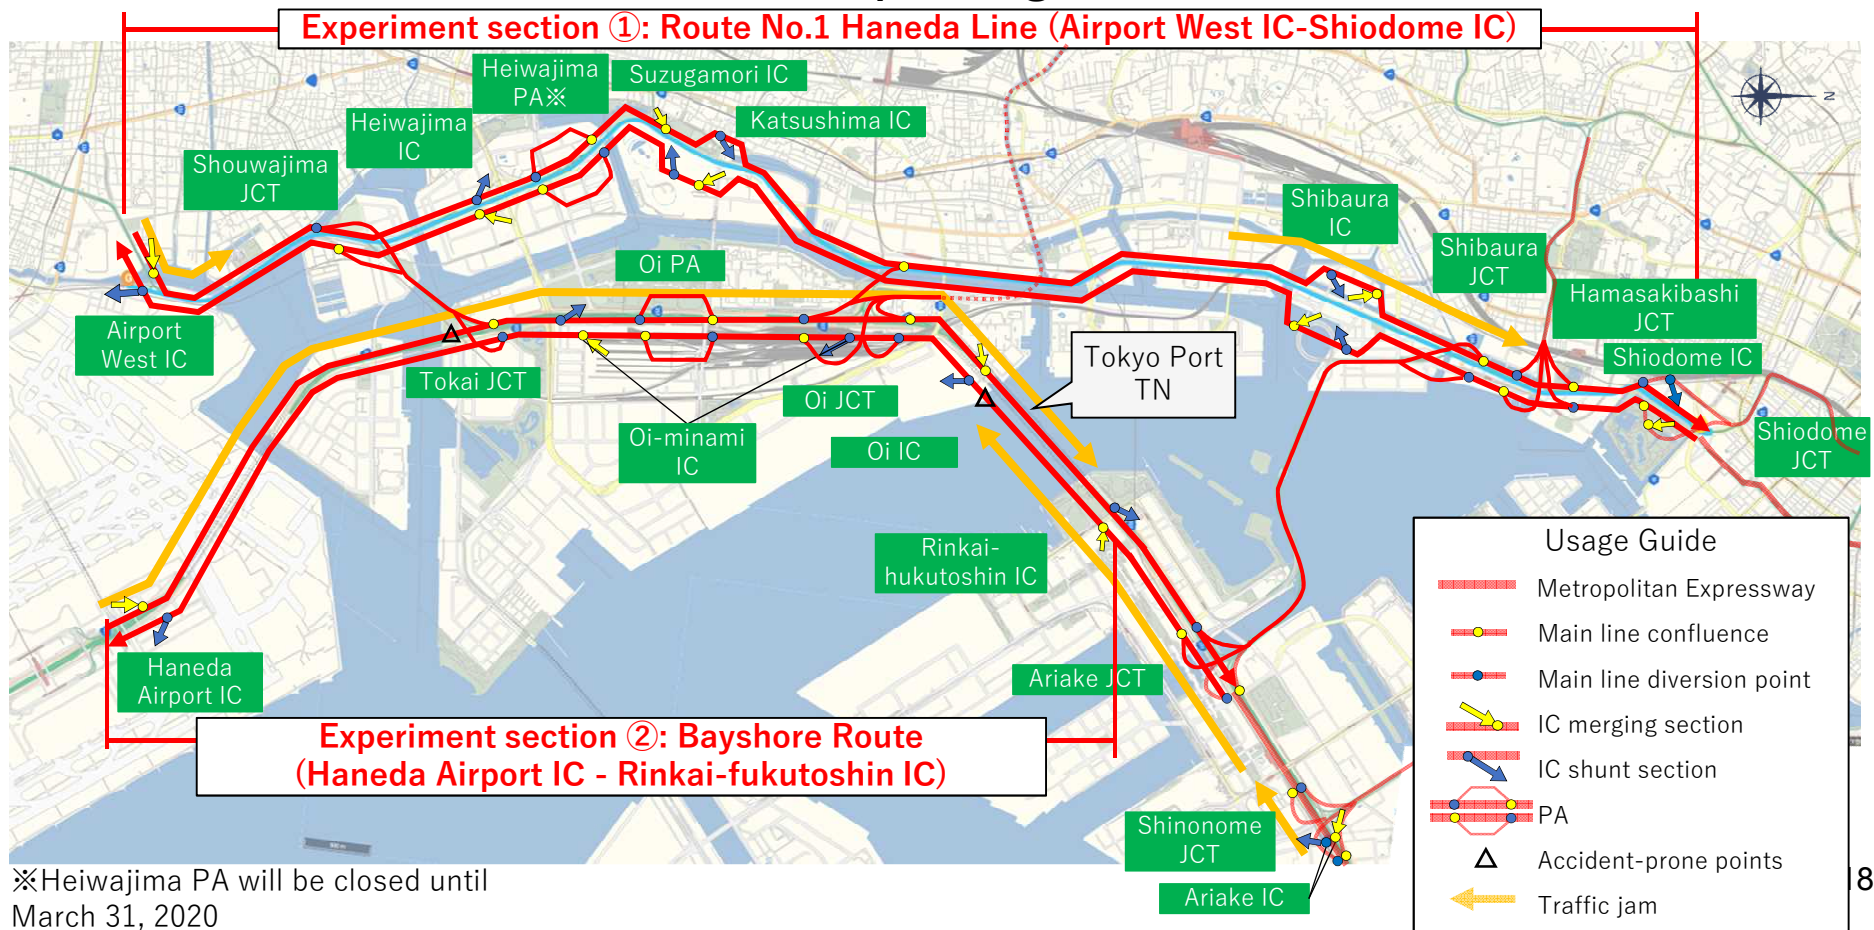 Experiment section ①: Route No.1 Haneda Line (Airport West IC-Shiodome IC)
Heiwajima
PA※
Suzugamori IC
Katsushima IC
Heiwajima
IC
Shouwajima
JCT
Z
Shibaura
IC
Shibaura
JCT
Oi PA
Hamasakibashi
JCT
Airport
West IC
Shiodome IC
Tokyo Port
TN
Tokai JCT
Oi JCT
Oi-minami
IC
Oi IC
Shiodome
JCT
Rinkai-
hukutoshin IC
Haneda
Airport IC
Ariake JCT
Experiment section ②: Bayshore Route
(Haneda Airport IC - Rinkai-fukutoshin IC)
Shinonome
JCT
Ariake IC
Usage Guide
Metropolitan Expressway
Main line confluence
Main line diversion point
IC merging section
IC shunt section
PA
Accident-prone points
Traffic jam
※Heiwajima PA will be closed until
March 31, 2020
18